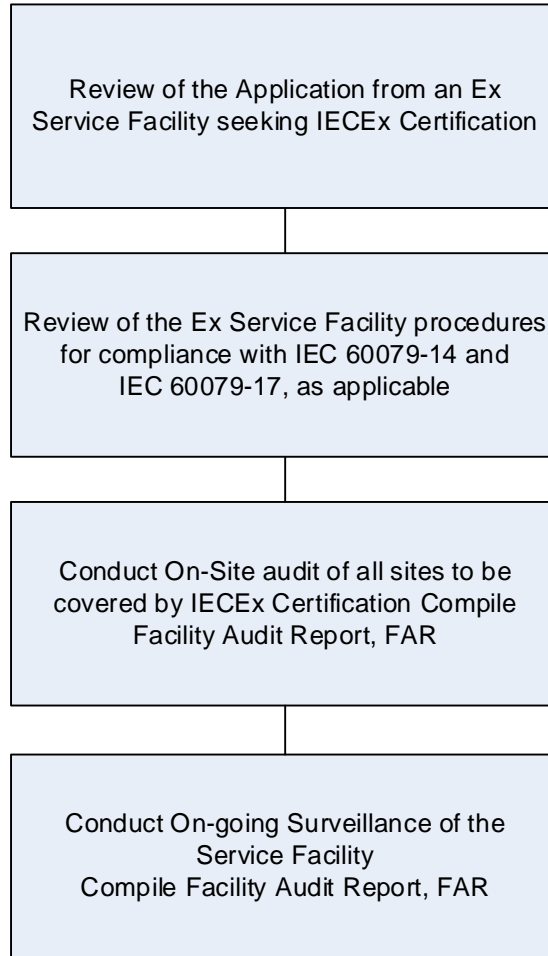 Review of the Application from an Ex
Service Facility seeking IECEx Certification
Review of the Ex Service Facility procedures
for compliance with IEC 60079-14 and
IEC 60079-17, as applicable
Conduct On-Site audit of all sites to be
covered by IECEx Certification Compile
Facility Audit Report, FAR
Conduct On-going Surveillance of the
Service Facility
Compile Facility Audit Report, FAR